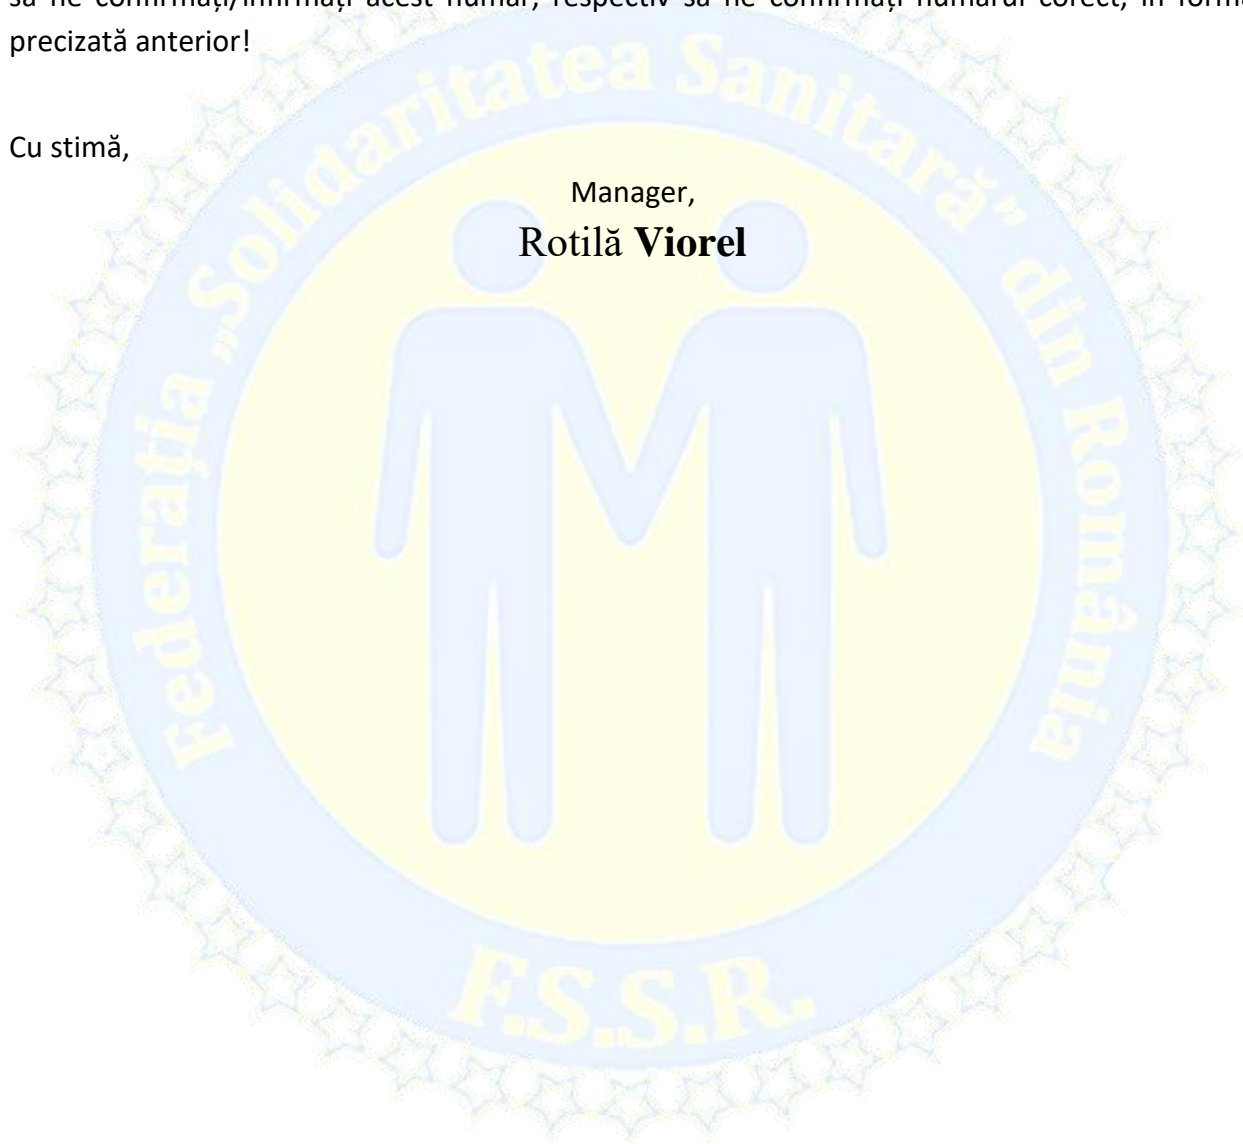 să ne confirmați/infirmați acest număr, respectiv să ne confirmați numărul corect, în forma
precizată anterior!
Cu stimă,
Manager,
Rotilă Viorel
Federația „Solidaritatea Sanitară” din România
F.S.S.R.